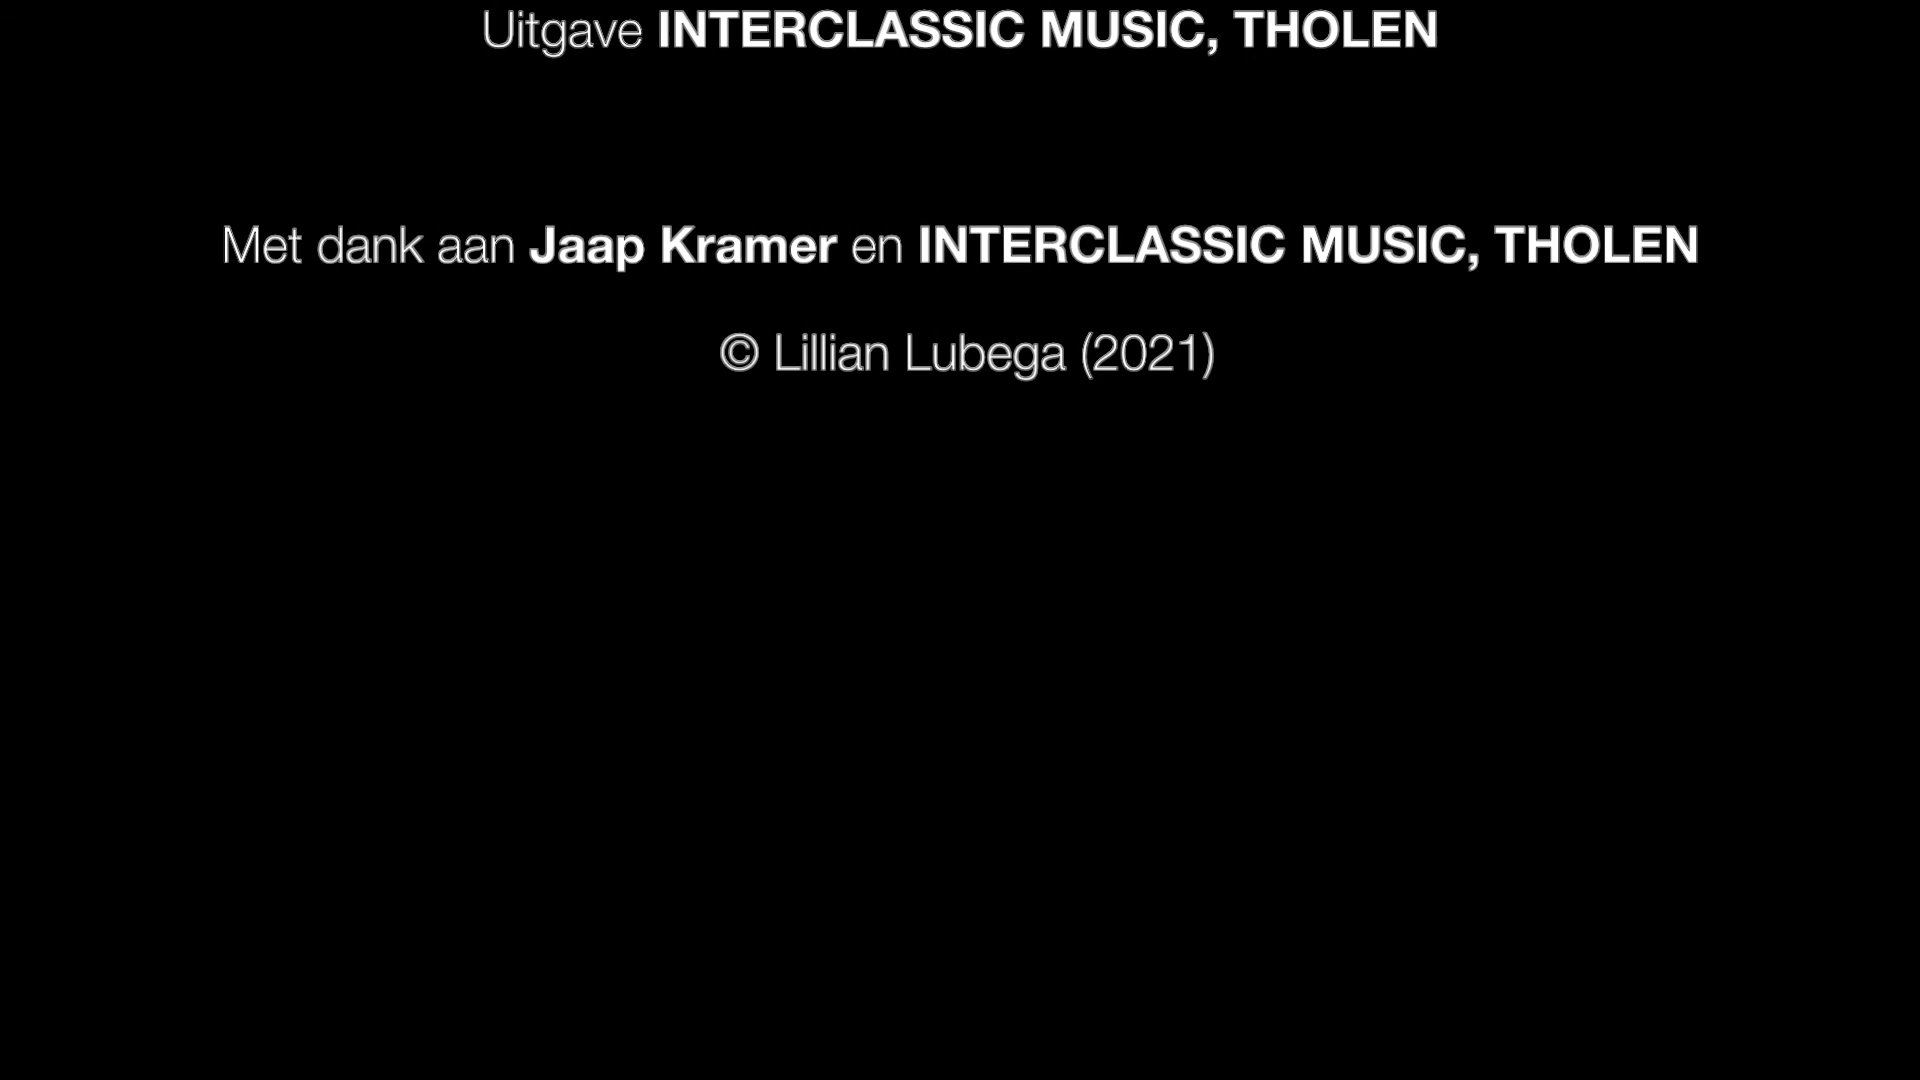 Uitgave INTERCLASSIC MUSIC, THOLEN
Met dank aan Jaap Kramer en INTERCLASSIC MUSIC, THOLEN
© Lillian Lubega (2021)